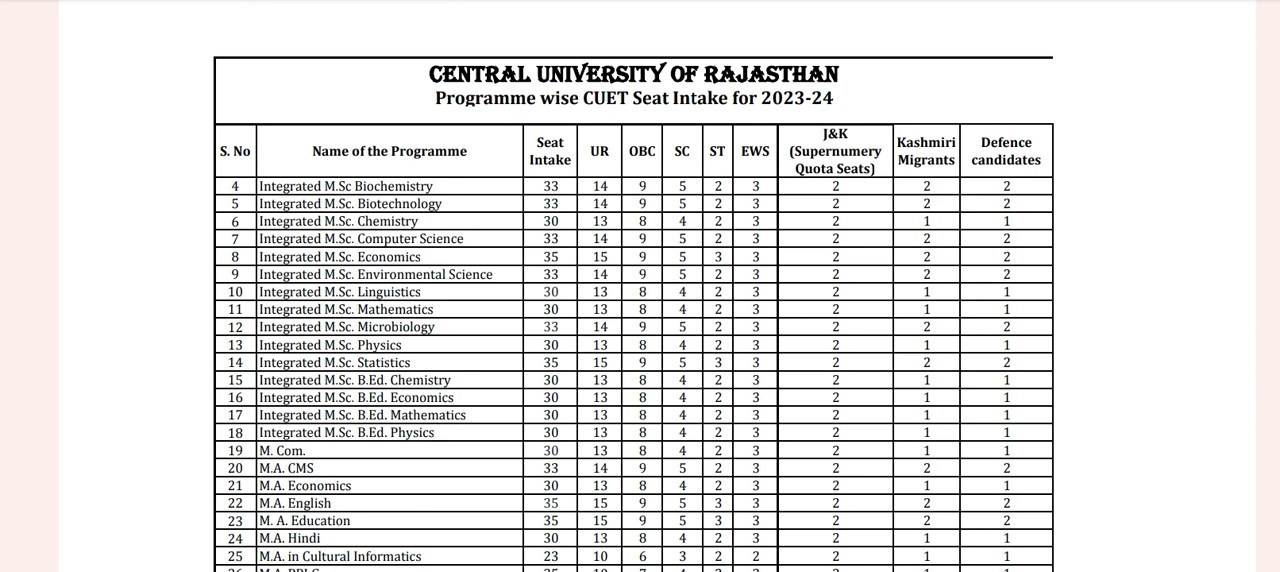 CENTRAL UNIVERSITY OF RAJASTHAN
Programme wise CUET Seat Intake for 2023-24
S. No Name of the Programme Seat Intake UR OBC SC ST EWS J&K (Supernumery Quota Seats) Kashmiri Migrants Defence candidates
4 Integrated M.Sc Biochemistry 33 14 9 5 2 3 2 2 2
5 Integrated M.Sc. Biotechnology 33 14 9 5 2 3 2 2 2
6 Integrated M.Sc. Chemistry 30 13 8 4 2 3 2 1 1
7 Integrated M.Sc. Computer Science 33 14 9 5 2 3 2 2 2
8 Integrated M.Sc. Economics 35 15 9 5 3 3 2 2 2
9 Integrated M.Sc. Environmental Science 33 14 9 5 2 3 2 2 2
10 Integrated M.Sc. Linguistics 30 13 8 4 2 3 2 1 1
11 Integrated M.Sc. Mathematics 30 13 8 4 2 3 2 1 1
12 Integrated M.Sc. Microbiology 33 14 9 5 2 3 2 2 2
13 Integrated M.Sc. Physics 30 13 8 4 2 3 2 1 1
14 Integrated M.Sc. Statistics 35 15 9 5 3 3 2 2 2
15 Integrated M.Sc. B.Ed. Chemistry 30 13 8 4 2 3 2 1 1
16 Integrated M.Sc. B.Ed. Economics 30 13 8 4 2 3 2 1 1
17 Integrated M.Sc. B.Ed. Mathematics 30 13 8 4 2 3 2 1 1
18 Integrated M.Sc. B.Ed. Physics 30 13 8 4 2 3 2 1 1
19 M. Com. 30 13 8 4 2 3 2 1 1
20 M.A. CMS 33 14 9 5 2 3 2 2 2
21 M.A. Economics 30 13 8 4 2 3 2 1 1
22 M.A. English 35 15 9 5 3 3 2 2 2
23 M. A. Education 35 15 9 5 3 3 2 2 2
24 M.A. Hindi 30 13 8 4 2 3 2 1 1
25 M.A. in Cultural Informatics 23 10 6 3 2 2 2 1 1